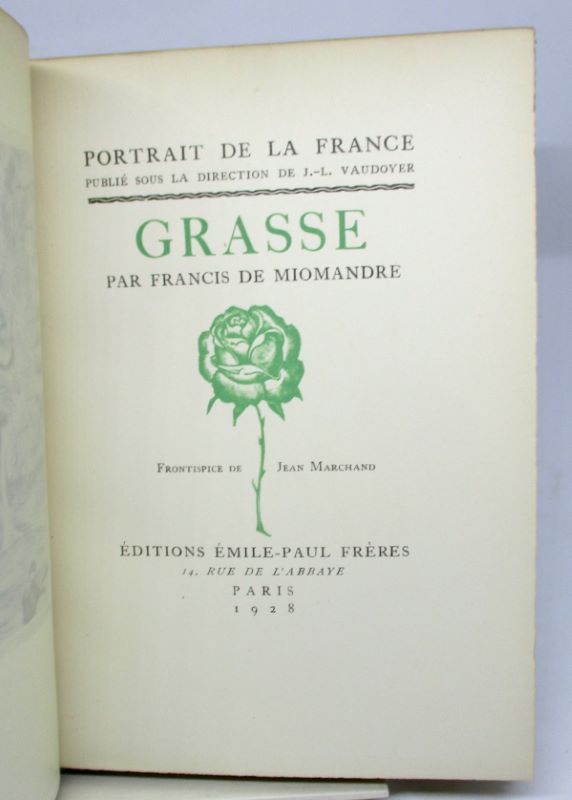 PORTRAIT DE LA FRANCE
PUBLIÉ SOUS LA DIRECTION DE J.-L. VAUDOYER
GRASSE
PAR FRANCIS DE MIOMANDRE
FRONTISPICE DE JEAN MARCHAND
ÉDITIONS ÉMILE-PAUL FRÈRES
14, RUE DE L'ABBAYE
PARIS
1928